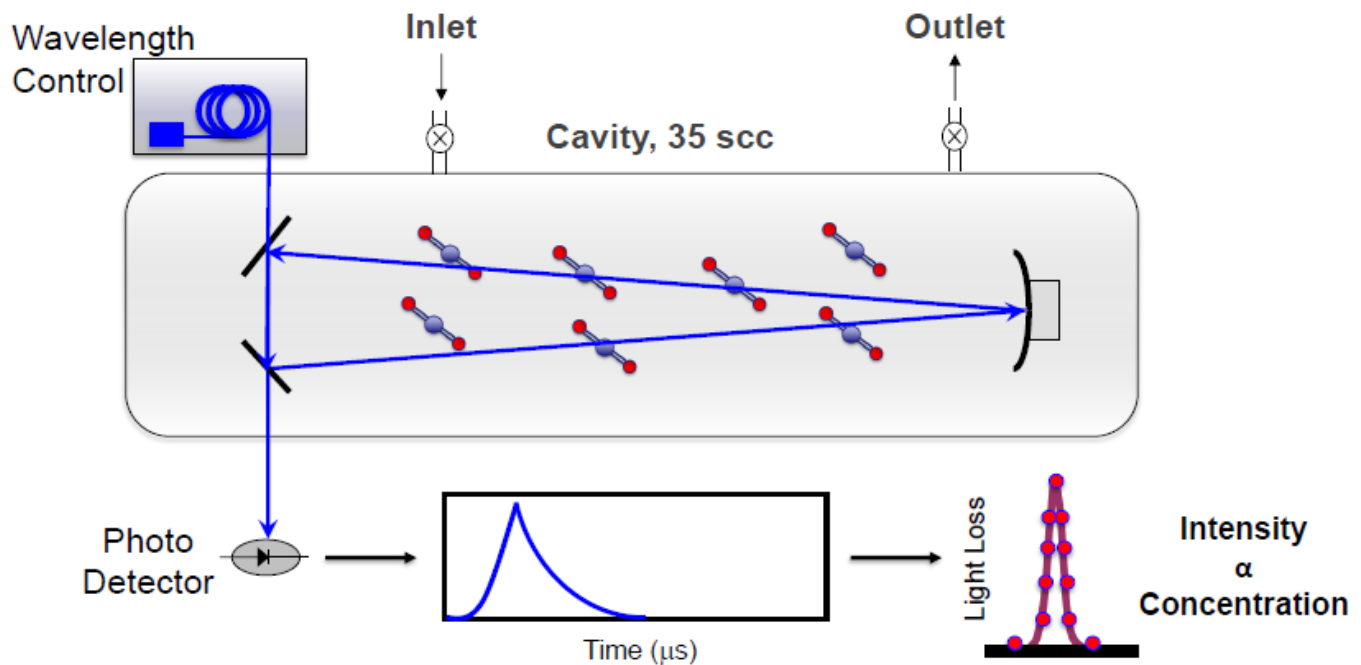 Wavelength
Control
Inlet
Outlet
Cavity, 35 scc
Photo
Detector
Time (µs)
Light Loss
Intensity
α
Concentration